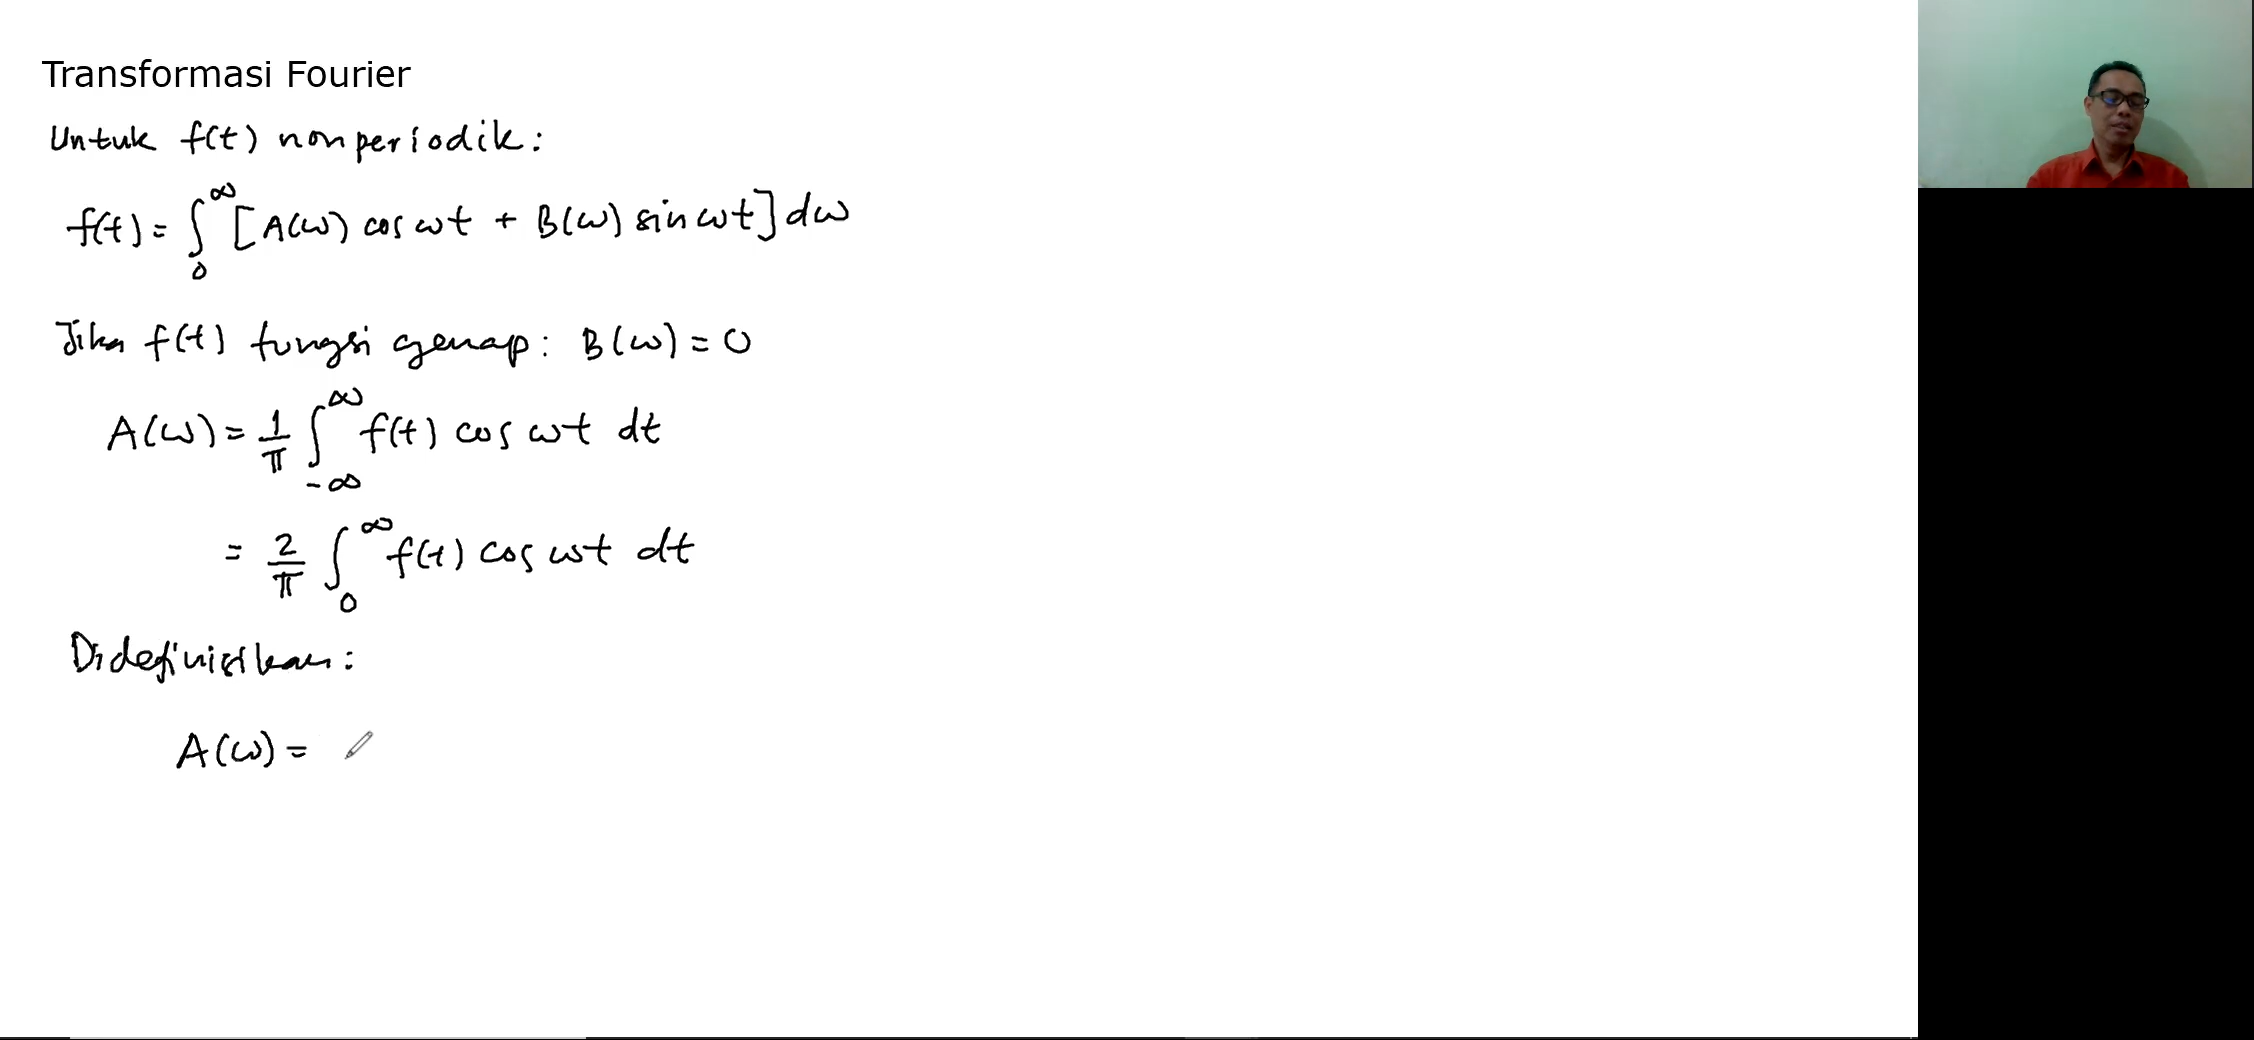 Transformasi Fourier
Untuk f(t) nonperiodik:
f(t) = ∫₀^∞ [A(ω) cos ωt + B(ω) sin ωt] dω
Jika f(t) fungsi genap: B(ω) = 0
A(ω) = 1/π ∫_{-∞}^∞ f(t) cos ωt dt
= 2/π ∫₀^∞ f(t) cos ωt dt
Didefinisikan:
A(ω) =